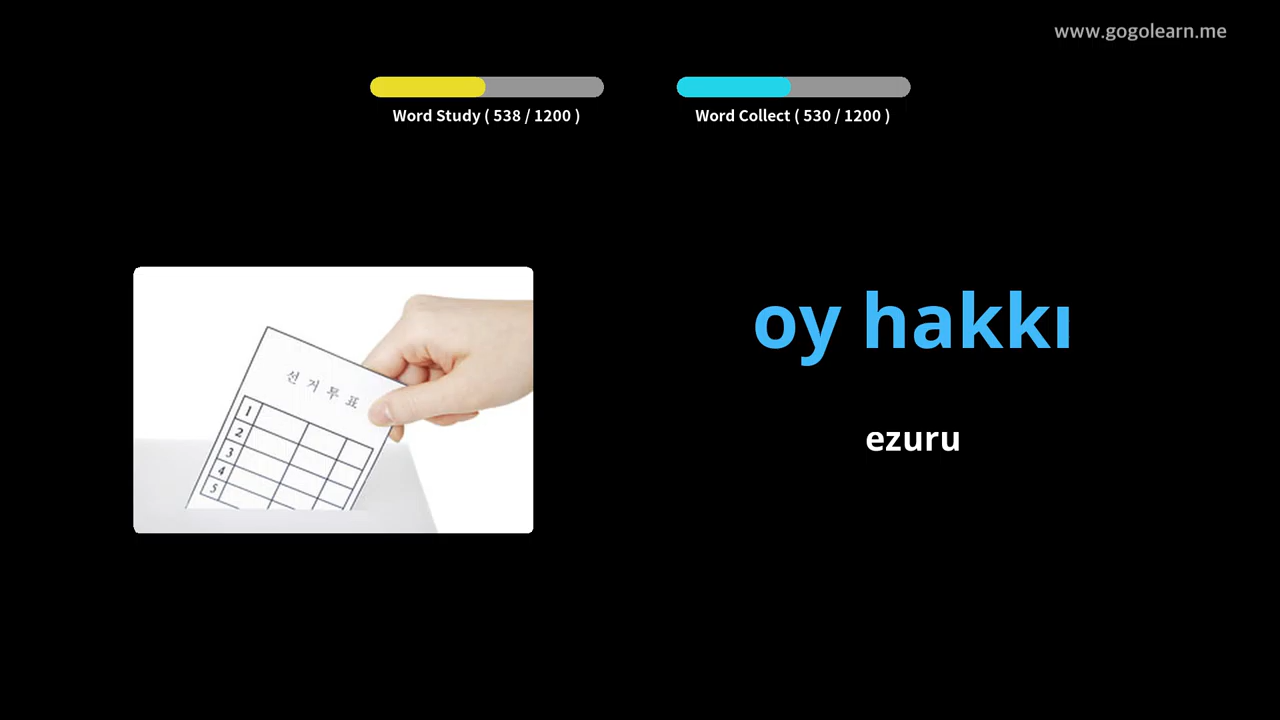 www.gogolearn.me
Word Study ( 538 / 1200 )
Word Collect ( 530 / 1200 )
oy hakkı
ezuru
선거투표
1
2
3
4
5